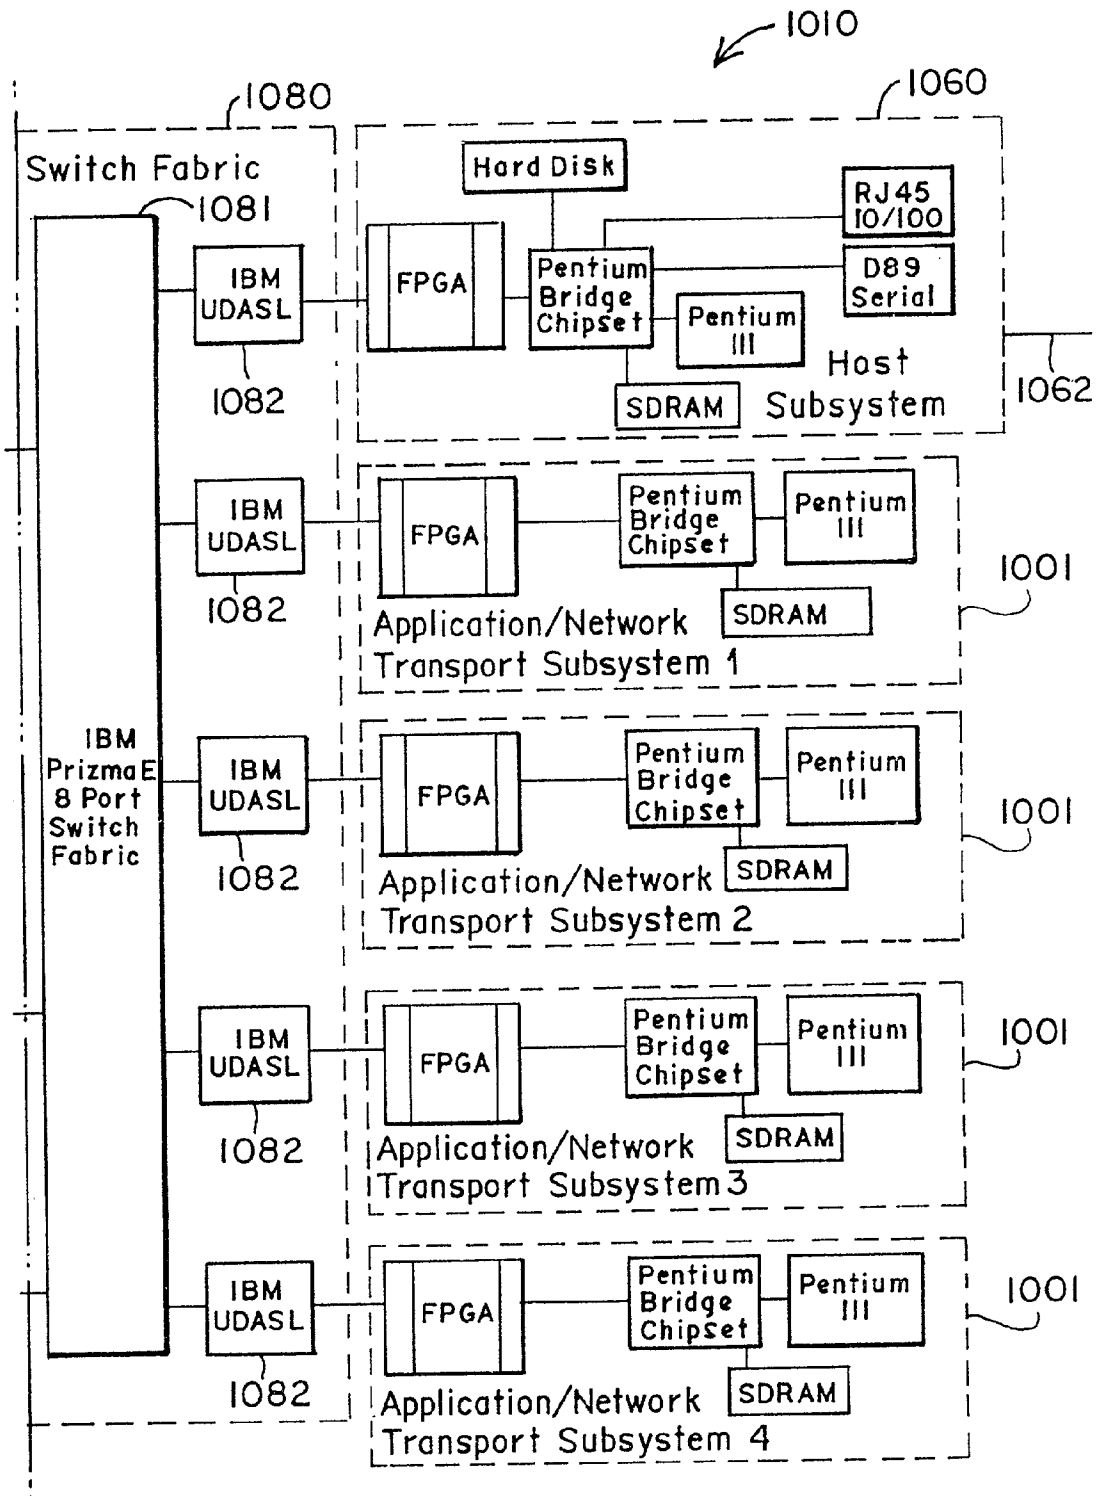 1010
1080
1060
Switch Fabric
1081
Hard Disk
RJ45
10/100
IBM
UDASL
FPGA
Pentium
Bridge
Chipset
D89
Serial
Pentium
III
1082
SDRAM
Host
Subsystem
1062
IBM
UDASL
FPGA
Pentium
Bridge
Chipset
Pentium
III
1082
SDRAM
1001
Application/Network
Transport Subsystem 1
IBM
PrizmaE
8 Port
Switch
Fabric
IBM
UDASL
FPGA
Pentium
Bridge
Chipset
Pentium
III
1001
1082
SDRAM
Application/Network
Transport Subsystem 2
IBM
UDASL
FPGA
Pentium
Bridge
Chipset
Pentium
III
1001
1082
SDRAM
Application/Network
Transport Subsystem 3
IBM
UDASL
FPGA
Pentium
Bridge
Chipset
Pentium
III
1001
1082
SDRAM
Application/Network
Transport Subsystem 4